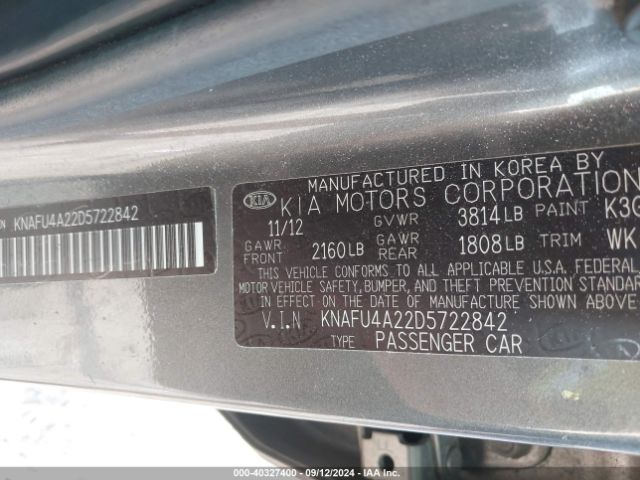 KNAFU4A22D5722842
MANUFACTURED IN KOREA BY
KIA KIA MOTORS CORPORATION
11/12 GVWR 3814LB PAINT K3G
GAWR FRONT 2160LB GAWR REAR 1808LB TRIM WK
THIS VEHICLE CONFORMS TO ALL APPLICABLE U.S.A. FEDERAL
MOTOR VEHICLE SAFETY, BUMPER, AND THEFT PREVENTION STANDAR
IN EFFECT ON THE DATE OF MANUFACTURE SHOWN ABOVE
V.I.N KNAFU4A22D5722842
TYPE PASSENGER CAR
000-40327400 - 09/12/2024 - IAA Inc.